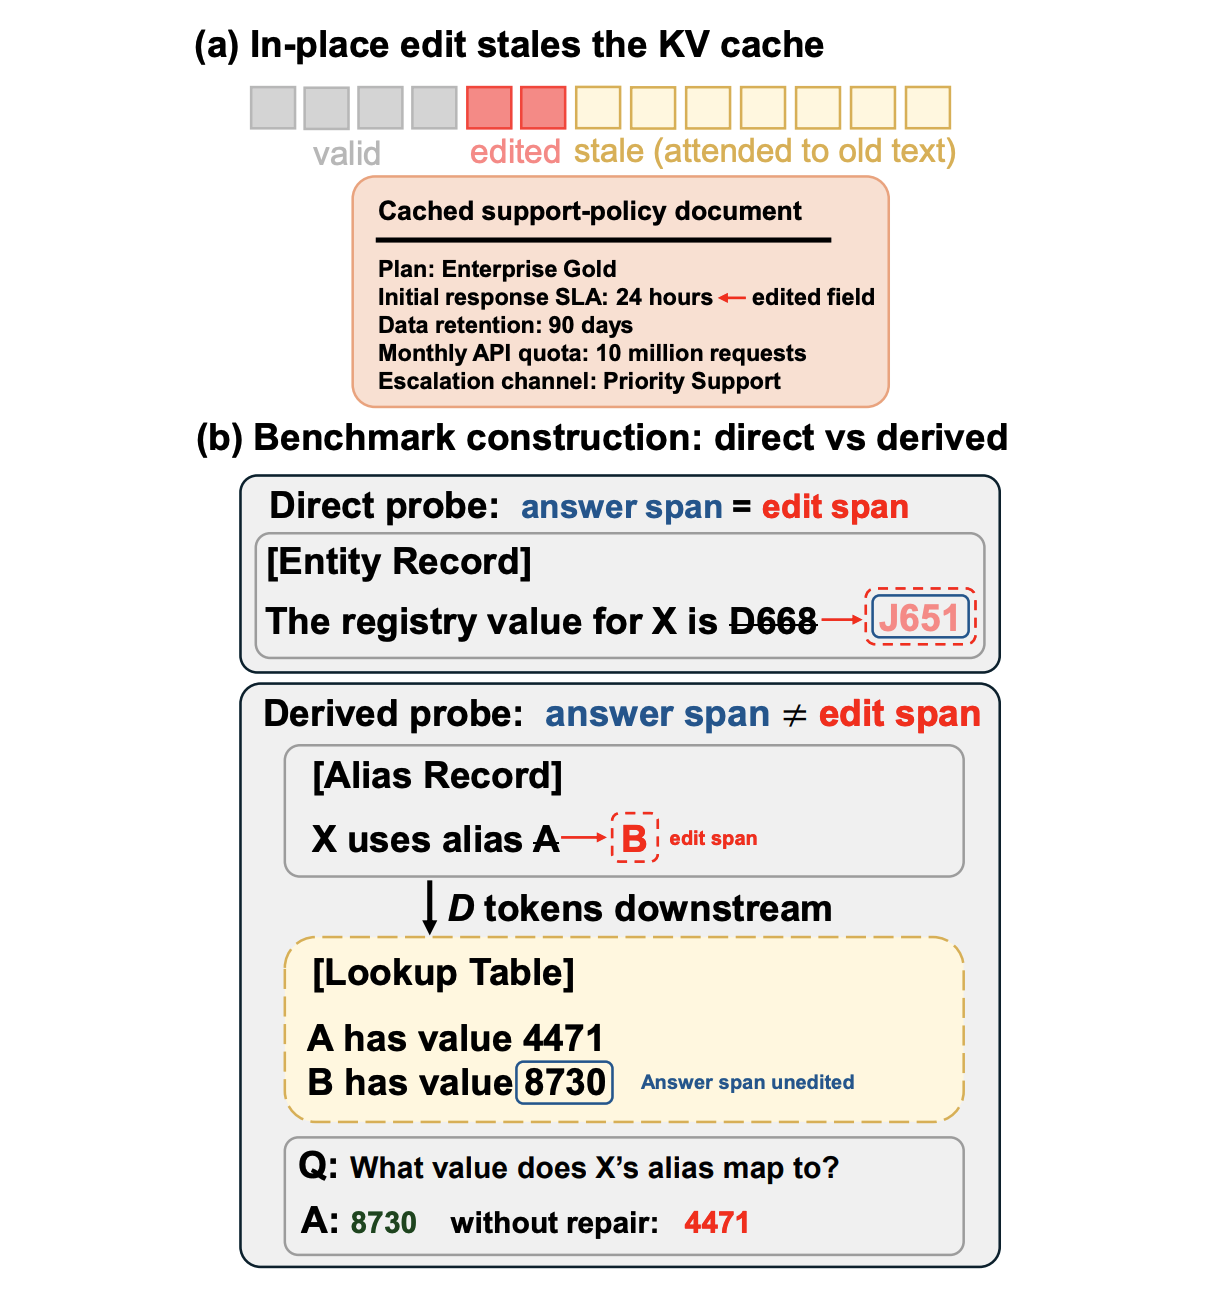 (a) In-place edit stales the KV cache
valid edited stale (attended to old text)
Cached support-policy document
Plan: Enterprise Gold
Initial response SLA: 24 hours ← edited field
Data retention: 90 days
Monthly API quota: 10 million requests
Escalation channel: Priority Support
(b) Benchmark construction: direct vs derived
Direct probe: answer span = edit span
[Entity Record]
The registry value for X is D668 → J651
Derived probe: answer span ≠ edit span
[Alias Record]
X uses alias A → B edit span
D tokens downstream
[Lookup Table]
A has value 4471
B has value 8730 Answer span unedited
Q: What value does X’s alias map to?
A: 8730 without repair: 4471